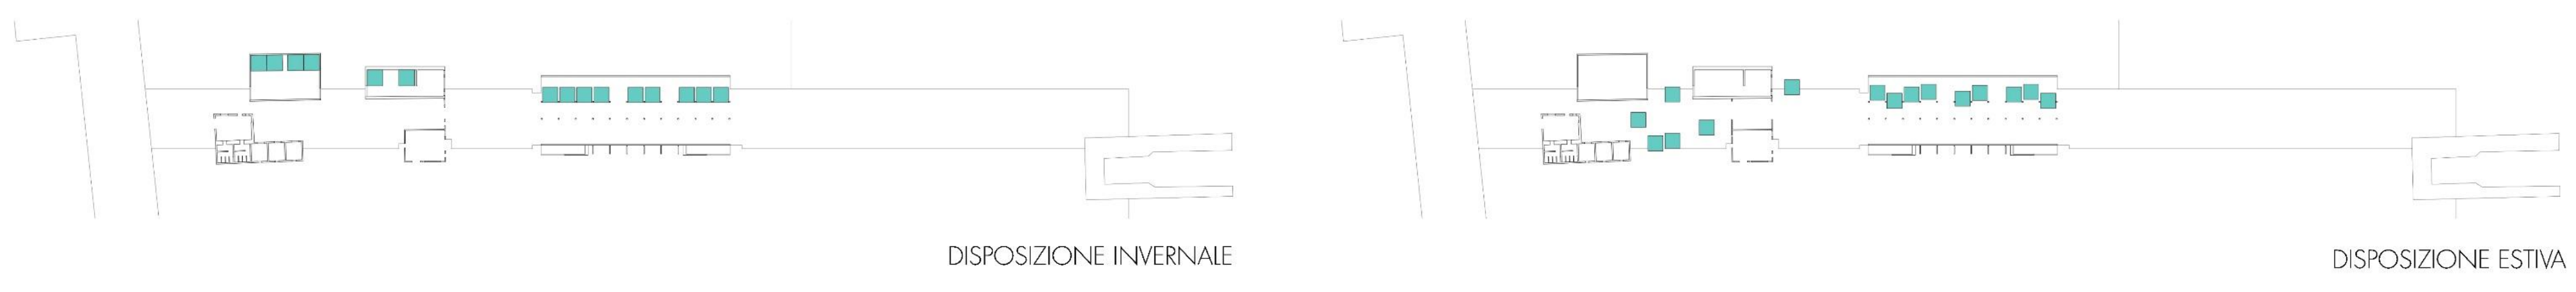 DISPOSIZIONE INVERNALE
DISPOSIZIONE ESTIVA